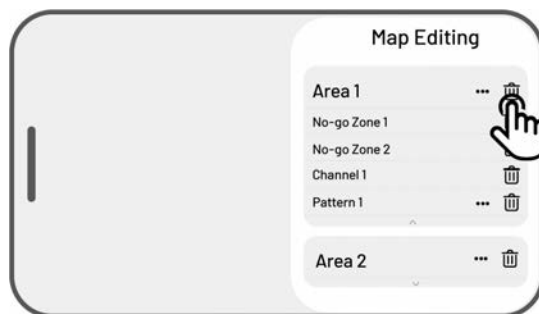 Map Editing
Area 1 •••
No-go Zone 1
No-go Zone 2
Channel 1
Pattern 1 •••
Area 2 •••